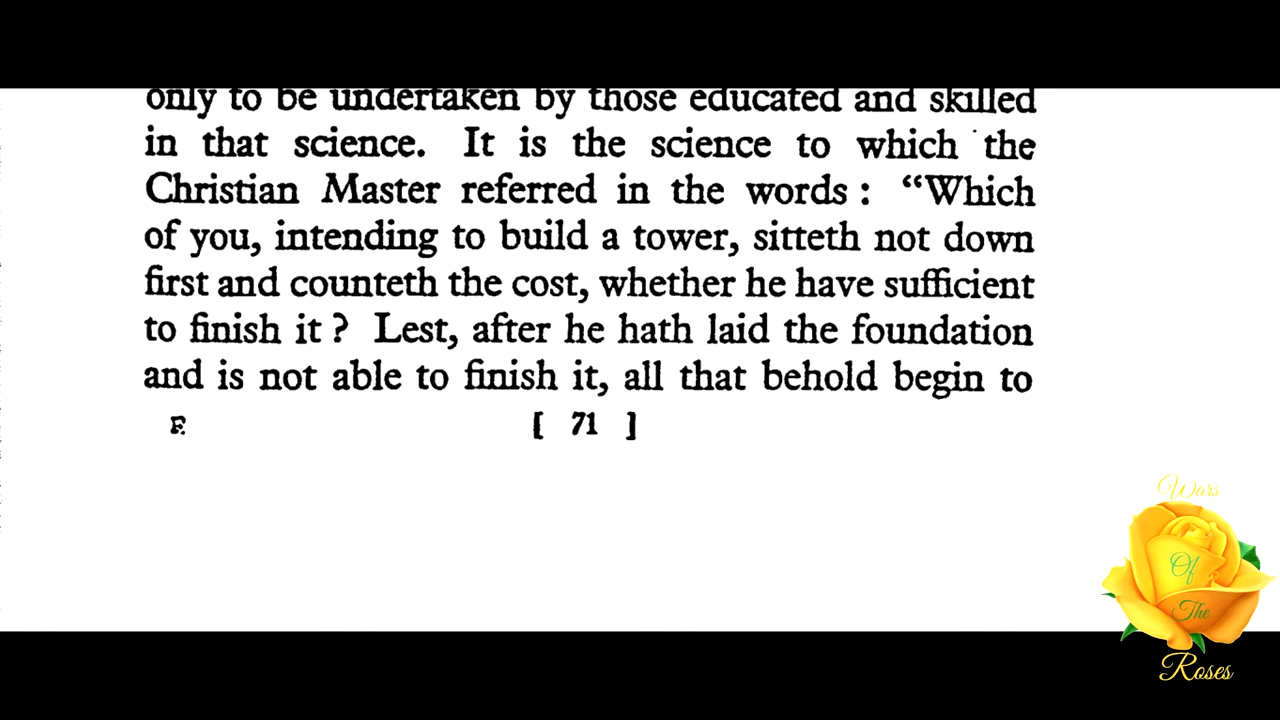 only to be undertaken by those educated and skilled
in that science. It is the science to which the
Christian Master referred in the words : “Which
of you, intending to build a tower, sitteth not down
first and counteth the cost, whether he have sufficient
to finish it ? Lest, after he hath laid the foundation
and is not able to finish it, all that behold begin to
F [ 71 ]
Wars
Of
The
Roses